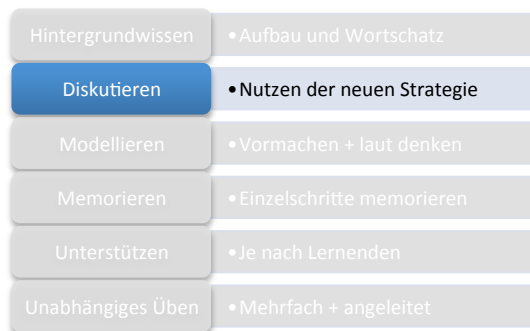 Hintergrundwissen • Aufbau und Wortschatz
Diskutieren • Nutzen der neuen Strategie
Modellieren • Vormachen + laut denken
Memorieren • Einzelschritte memorieren
Unterstützen • Je nach Lernenden
Unabhängiges Üben • Mehrfach + angeleitet